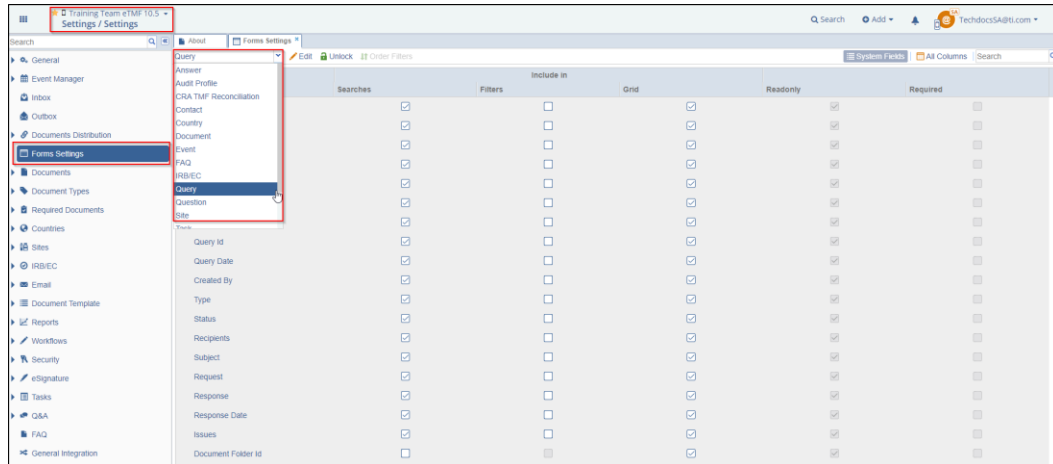 Training Team eTMF 10.5
Settings / Settings
Search
Add
SA
TechdocsSA@ti.com
Search
About
Forms Settings
Query
Edit
Unlock
Order Filters
System Fields
All Columns
Search
General
Event Manager
Inbox
Outbox
Documents Distribution
Forms Settings
Documents
Document Types
Required Documents
Countries
Sites
IRB/EC
Email
Document Template
Reports
Workflows
Security
eSignature
Tasks
Q&A
FAQ
General Integration
Answer
Audit Profile
CRA TMF Reconciliation
Contact
Country
Document
Event
FAQ
IRB/EC
Query
Question
Site
Task
Include in
Searches Filters Grid Readonly Required
Query Id
Query Date
Created By
Type
Status
Recipients
Subject
Request
Response
Response Date
Issues
Document Folder Id